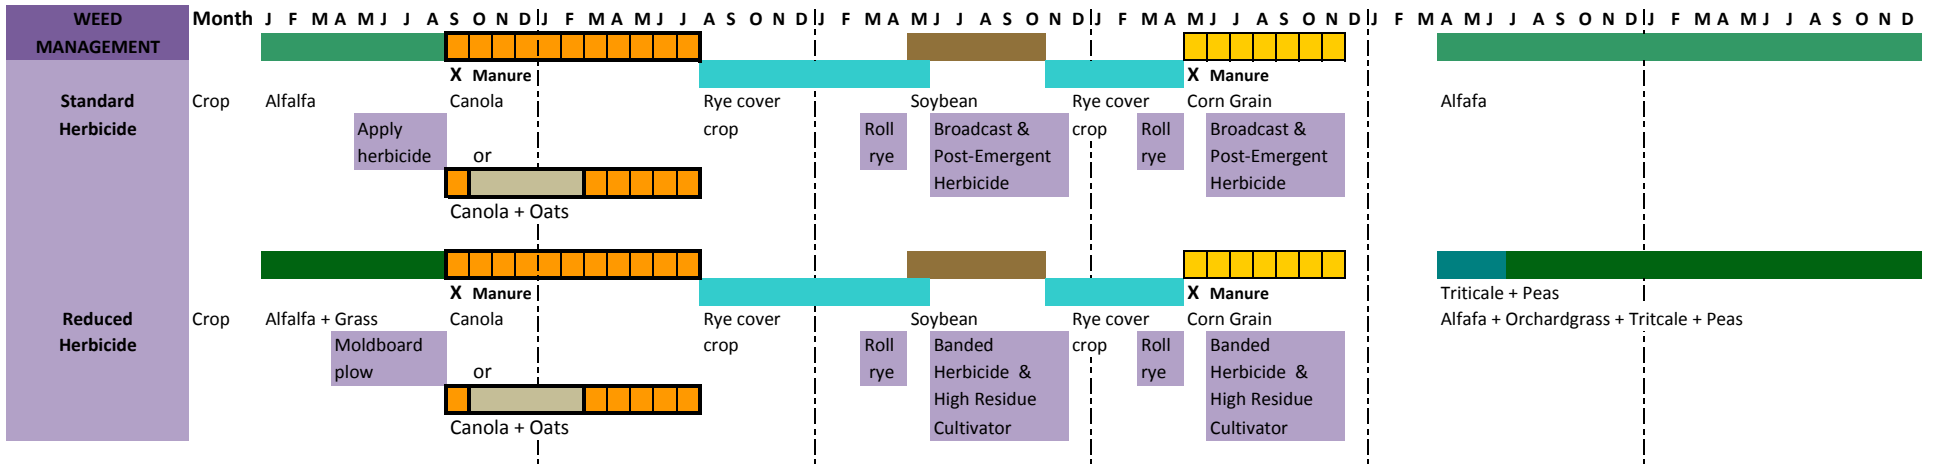 WEED MANAGEMENT
Month J F M A M J J A S O N D J F M A M J J A S O N D J F M A M J J A S O N D J F M A M J J A S O N D J F M A M J J A S O N D J F M A M J J A S O N D
X Manure X Manure
Standard Herbicide
Crop Alfalfa Canola Rye cover crop Soybean Rye cover crop Corn Grain Alfafa
Apply herbicide
or
Roll rye
Broadcast & Post-Emergent Herbicide
Roll rye
Broadcast & Post-Emergent Herbicide
Canola + Oats
X Manure X Manure
Triticale + Peas
Reduced Herbicide
Crop Alfalfa + Grass Canola Rye cover crop Soybean Rye cover crop Corn Grain Alfafa + Orchardgrass + Tritcale + Peas
Moldboard plow
or
Roll rye
Banded Herbicide & High Residue Cultivator
Roll rye
Banded Herbicide & High Residue Cultivator
Canola + Oats